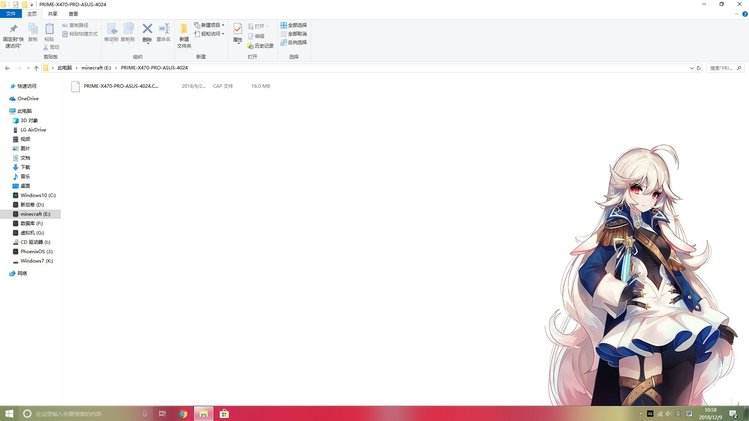 PRIME-X470-PRO-ASUS-4024
文件 主页 共享 查看
固定到"快速访问"
复制
粘贴
复制路径
粘贴快捷方式
剪切
剪贴板
移动到 复制到 删除 重命名
组织
新建文件夹
新建项目
轻松访问
新建
属性
打开
编辑
历史记录
打开
全部选择
全部取消
反向选择
选择
此电脑 > minecraft (E:) > PRIME-X470-PRO-ASUS-4024
搜索"PRI...
PRIME-X470-PRO-ASUS-4024.C... 2018/9/2... CAP 文件 16.0 MB
快速访问
OneDrive
此电脑
3D 对象
LG AirDrive
视频
图片
文档
下载
音乐
桌面
Windows10 (C:)
新加卷 (D:)
minecraft (E:)
数据库 (F:)
虚拟机 (G:)
CD 驱动器 (I:)
PhoenixOS (J:)
Windows7 (K:)
网络
在这里输入你要搜索的内容
10:58
2018/12/9